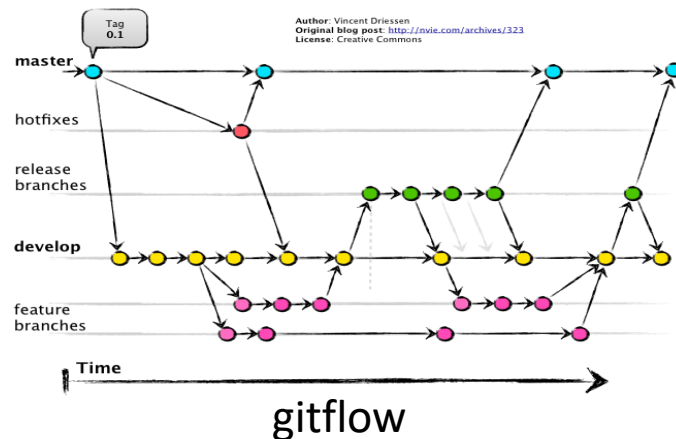 Tag
0.1
Author: Vincent Driessen
Original blog post: http://nvie.com/archives/323
License: Creative Commons
master
hotfixes
release
branches
develop
feature
branches
Time
gitflow